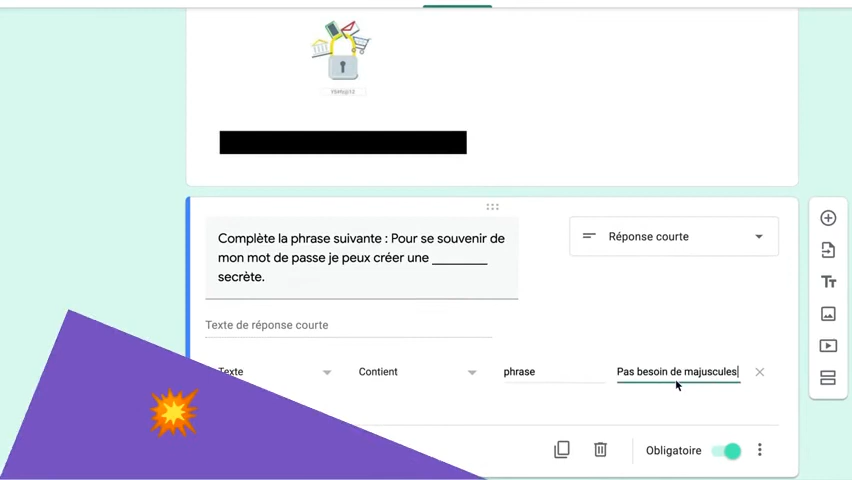 Complète la phrase suivante : Pour se souvenir de
mon mot de passe je peux créer une ________
secrète.
Réponse courte
Texte de réponse courte
Texte
Contient
phrase
Pas besoin de majuscules
Obligatoire
TT